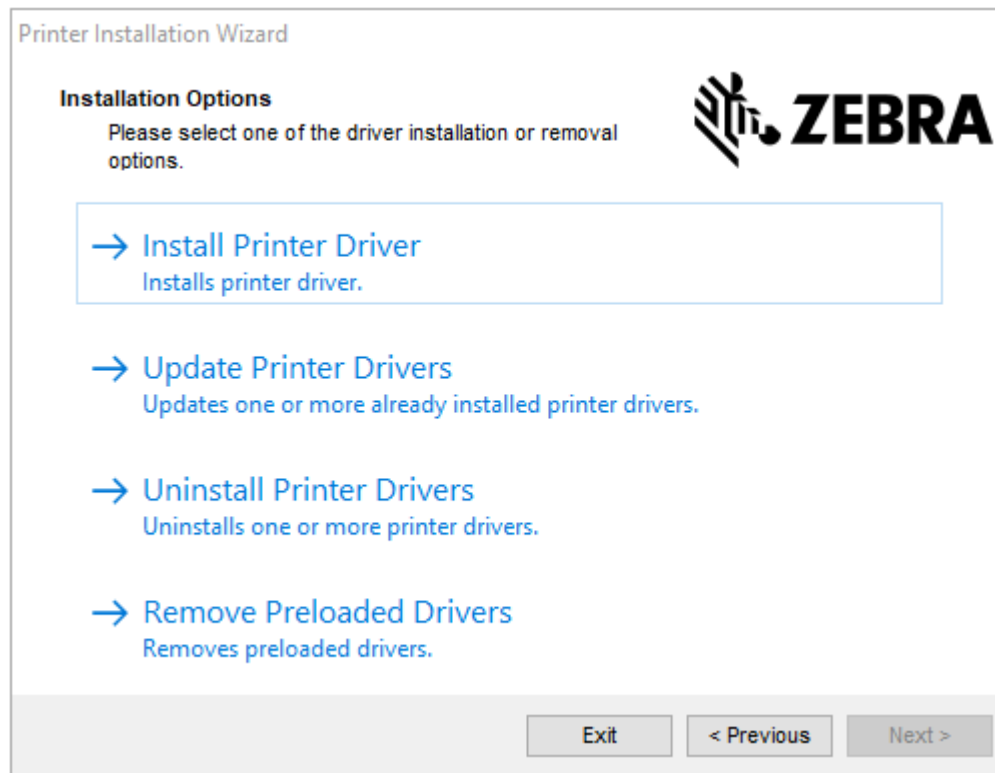 Printer Installation Wizard
Installation Options
Please select one of the driver installation or removal
options.
ZEBRA
Install Printer Driver
Installs printer driver.
Update Printer Drivers
Updates one or more already installed printer drivers.
Uninstall Printer Drivers
Uninstalls one or more printer drivers.
Remove Preloaded Drivers
Removes preloaded drivers.
Exit
< Previous
Next >